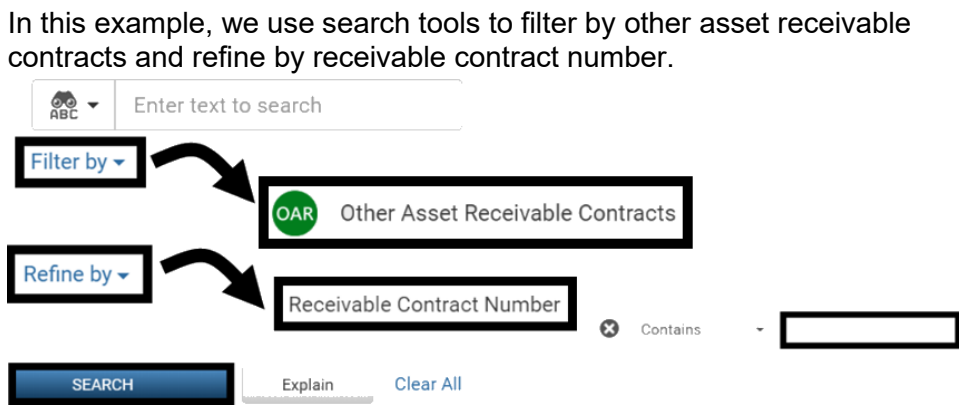 In this example, we use search tools to filter by other asset receivable
contracts and refine by receivable contract number.
ABC Enter text to search
Filter by
OAR Other Asset Receivable Contracts
Refine by
Receivable Contract Number
Contains
SEARCH Explain Clear All